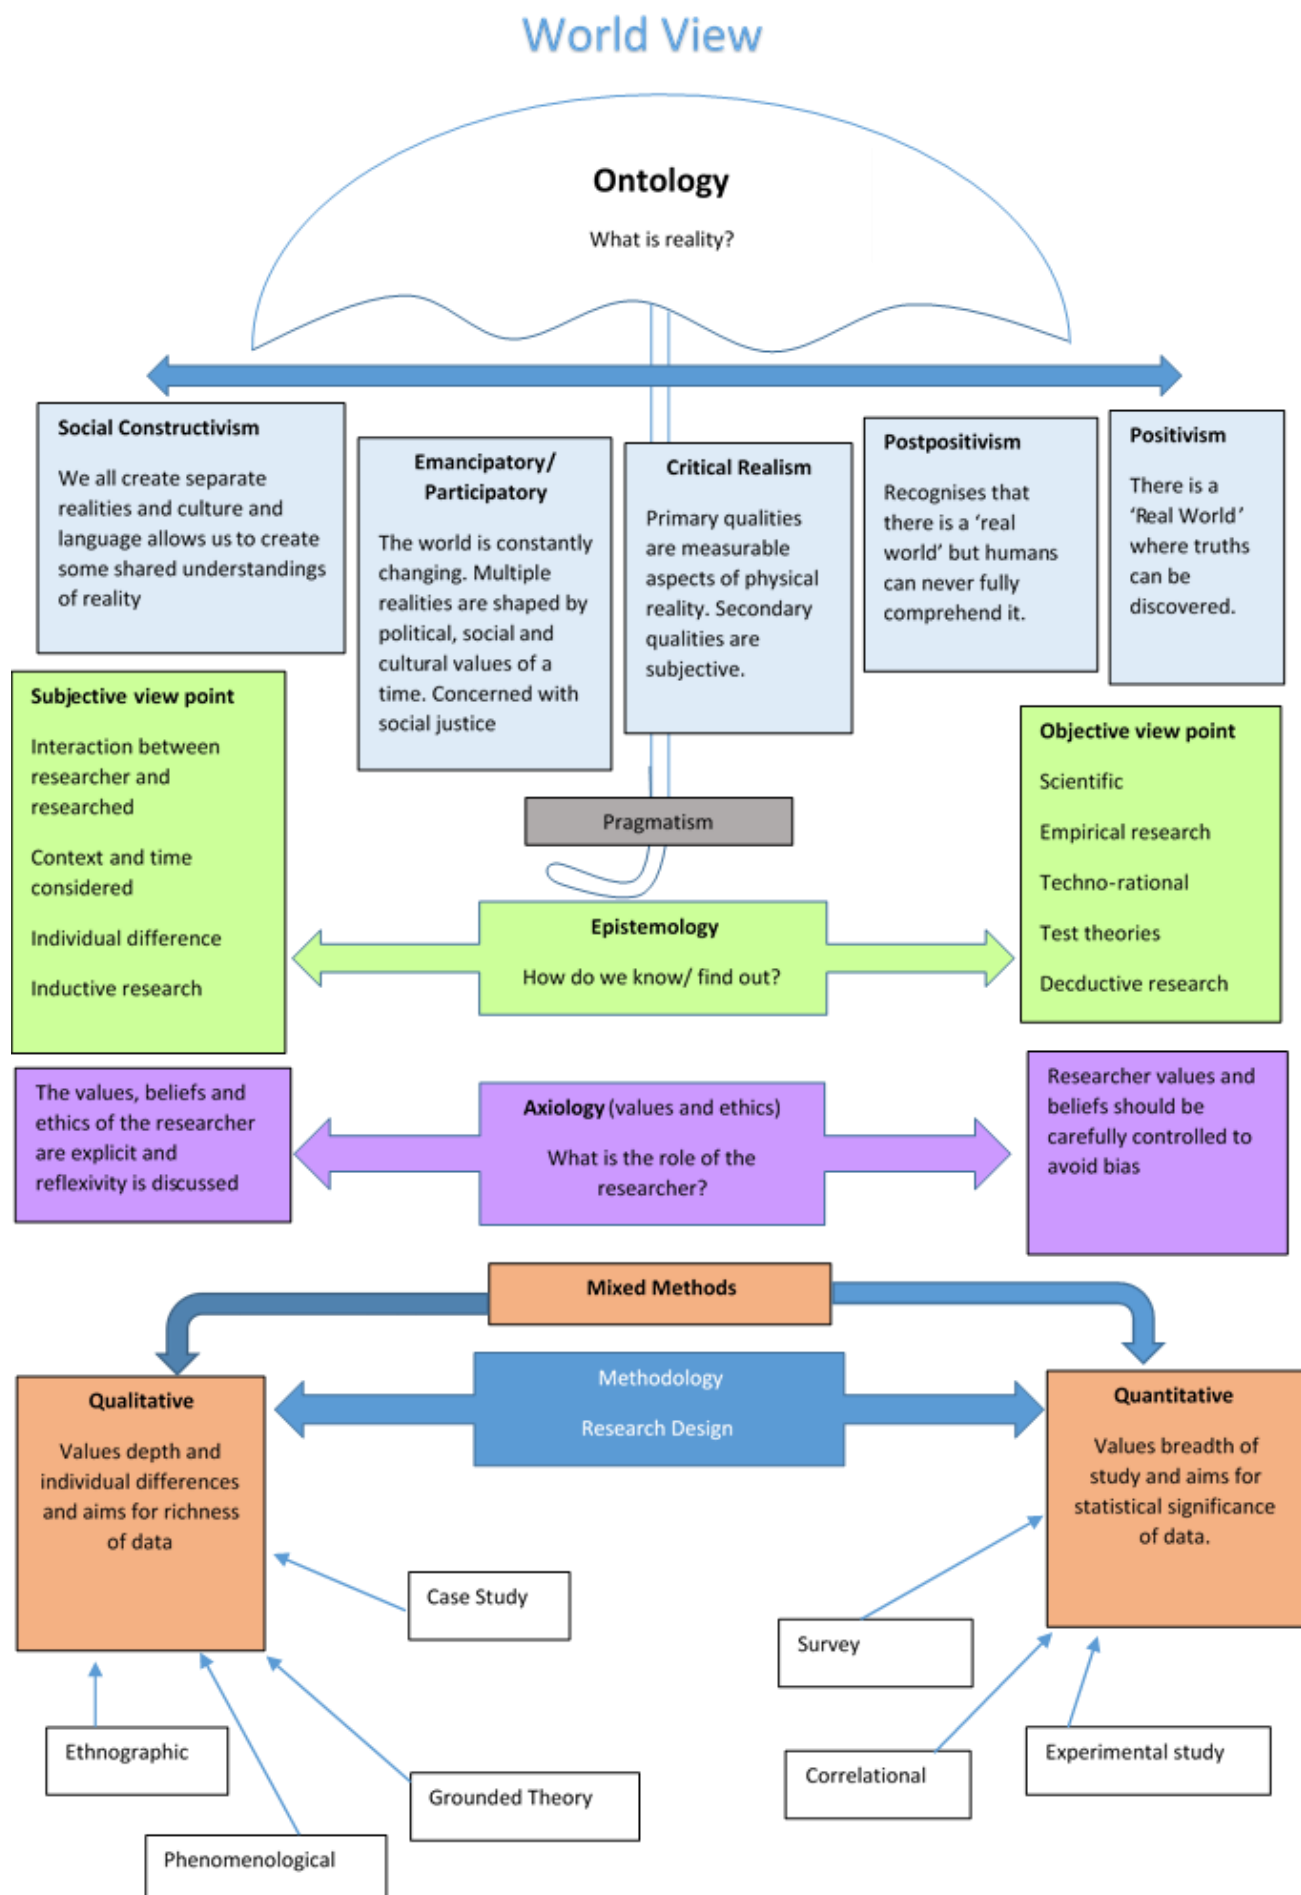 World View
Ontology
What is reality?
Social Constructivism
We all create separate
realities and culture and
language allows us to create
some shared understandings
of reality
Emancipatory/
Participatory
The world is constantly
changing. Multiple
realities are shaped by
political, social and
cultural values of a
time. Concerned with
social justice
Critical Realism
Primary qualities
are measurable
aspects of physical
reality. Secondary
qualities are
subjective.
Postpositivism
Recognises that
there is a ‘real
world’ but humans
can never fully
comprehend it.
Positivism
There is a
‘Real World’
where truths
can be
discovered.
Pragmatism
Subjective view point
Interaction between
researcher and
researched
Context and time
considered
Individual difference
Inductive research
Epistemology
How do we know/ find out?
Objective view point
Scientific
Empirical research
Techno-rational
Test theories
Decductive research
The values, beliefs and
ethics of the researcher
are explicit and
reflexivity is discussed
Axiology (values and ethics)
What is the role of the
researcher?
Researcher values and
beliefs should be
carefully controlled to
avoid bias
Mixed Methods
Methodology
Research Design
Qualitative
Values depth and
individual differences
and aims for richness
of data
Quantitative
Values breadth of
study and aims for
statistical significance
of data.
Case Study
Survey
Ethnographic
Grounded Theory
Phenomenological
Correlational
Experimental study